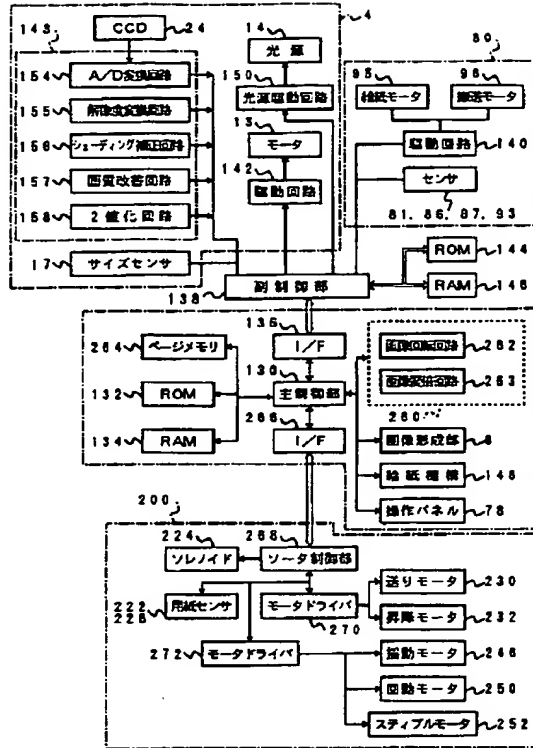 143
CCD
24
14
4
光源
154
A/D変換回路
150
155
解像度変換回路
光源駆動回路
156
シェーディング補正回路
13
モータ
157
画質改善回路
142
158
2値化回路
駆動回路
17
サイズセンサ
80
95
96
給紙モータ
搬送モータ
駆動回路
140
センサ
81, 86, 87, 93
ROM
144
RAM
146
副制御部
138
136
I/F
264
ページメモリ
130
132
ROM
主制御部
266
134
RAM
I/F
画像回転回路
262
画像変倍回路
263
260
画像形成部
6
給紙機構
148
操作パネル
78
200
224
268
ソレノイド
ソータ制御部
222
226
用紙センサ
モータドライバ
270
送りモータ
230
昇降モータ
232
272
モータドライバ
揺動モータ
246
回動モータ
250
スティプルモータ
252